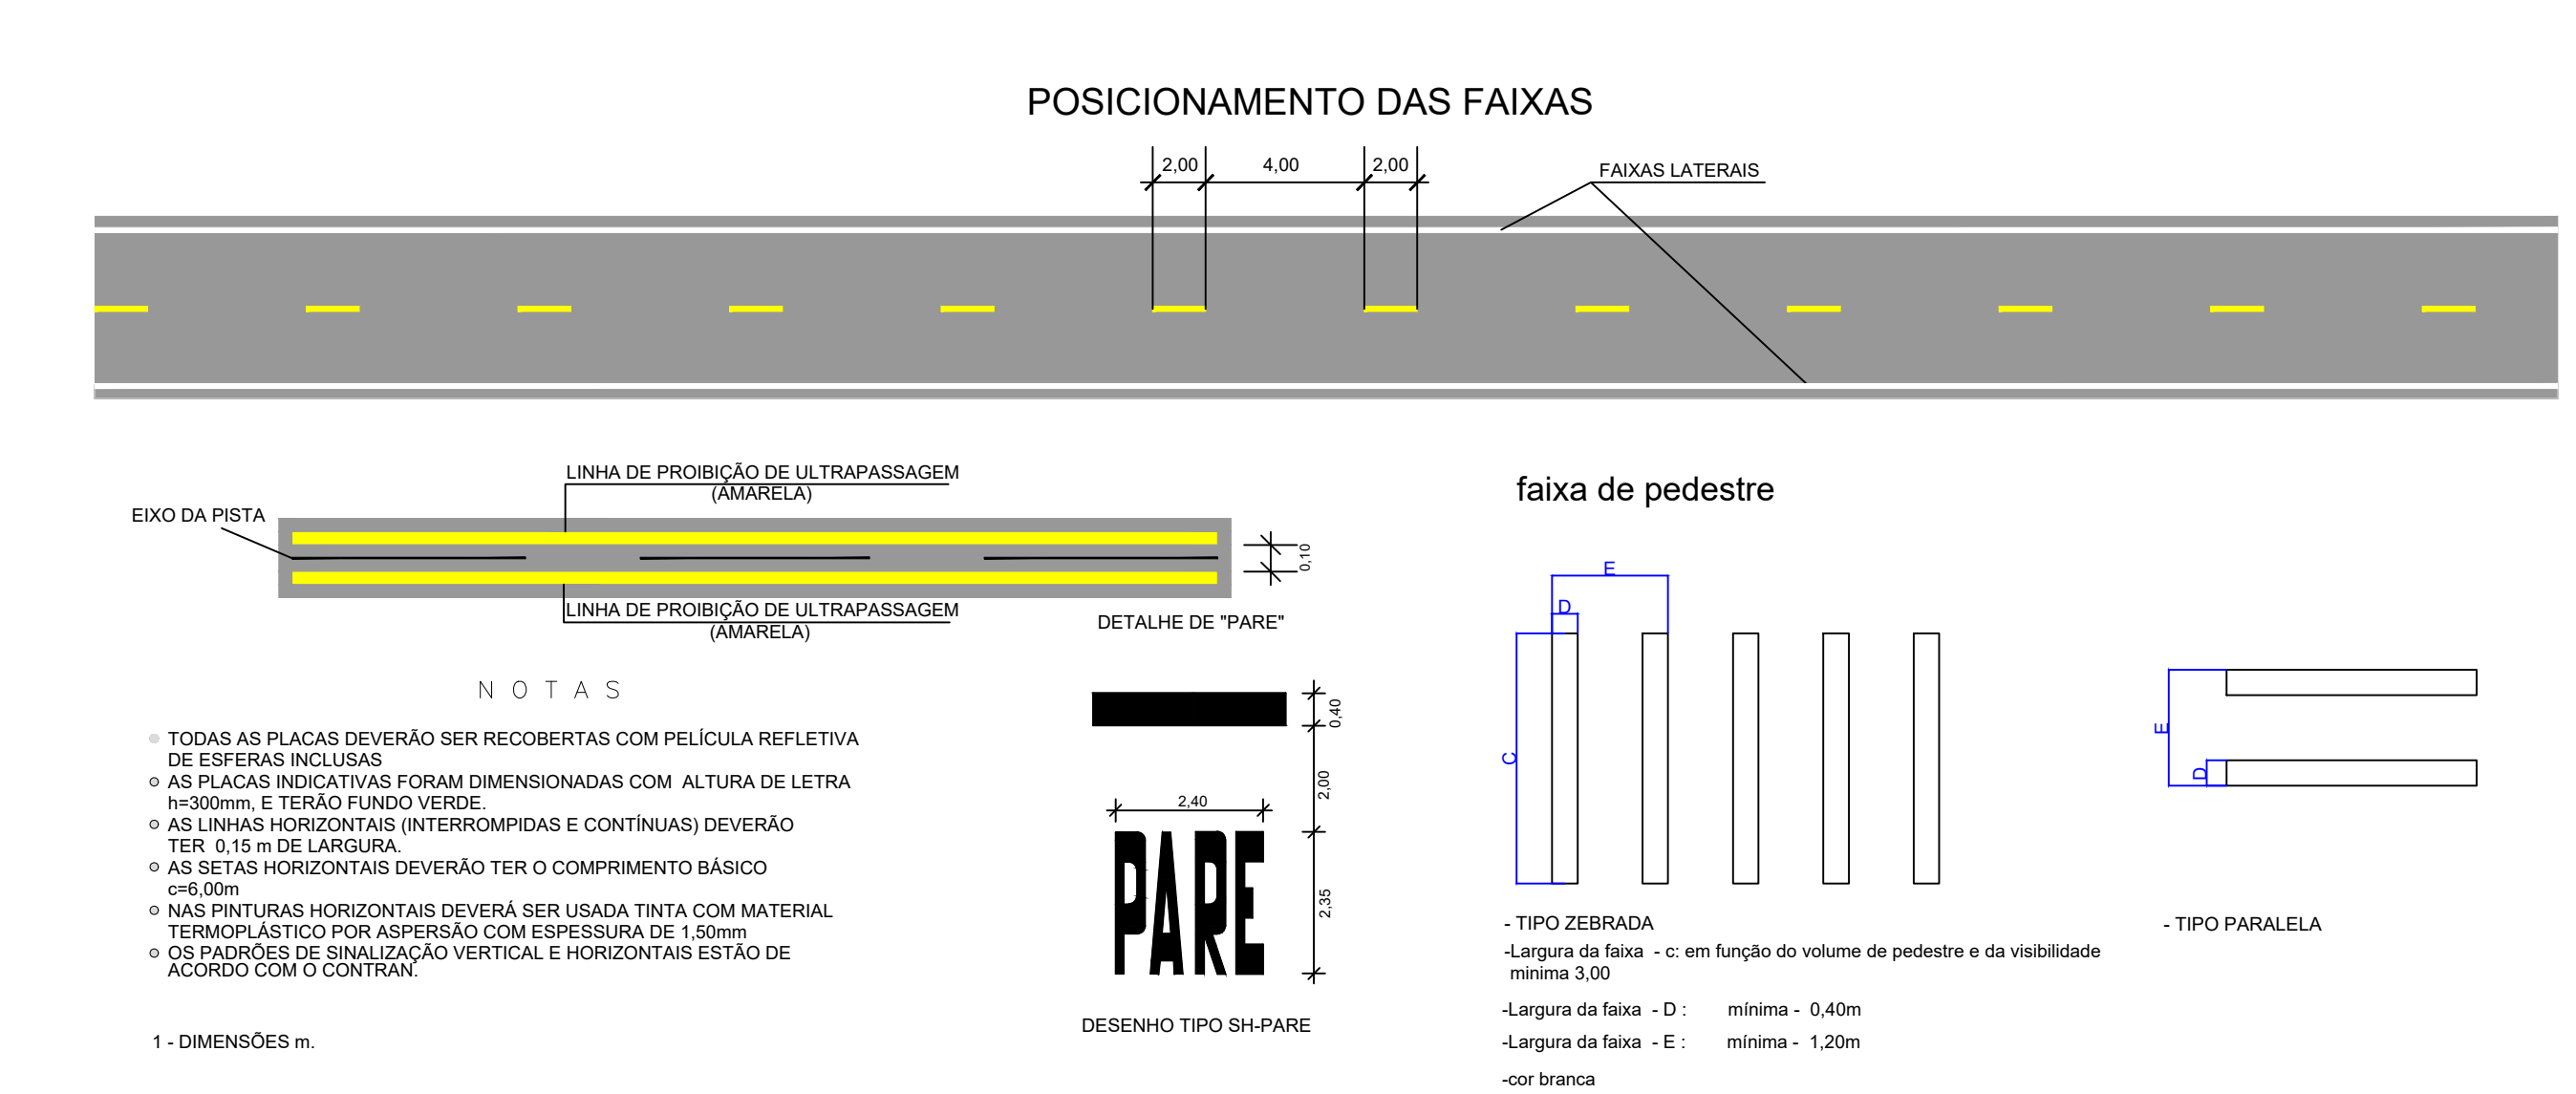 POSICIONAMENTO DAS FAIXAS
2,00
4,00
2,00
FAIXAS LATERAIS
LINHA DE PROIBIÇÃO DE ULTRAPASSAGEM
(AMARELA)
EIXO DA PISTA
0,10
LINHA DE PROIBIÇÃO DE ULTRAPASSAGEM
(AMARELA)
N O T A S
TODAS AS PLACAS DEVERÃO SER RECOBERTAS COM PELÍCULA REFLETIVA
DE ESFERAS INCLUSAS
AS PLACAS INDICATIVAS FORAM DIMENSIONADAS COM ALTURA DE LETRA
h=300mm, E TERÃO FUNDO VERDE.
AS LINHAS HORIZONTAIS (INTERROMPIDAS E CONTÍNUAS) DEVERÃO
TER 0,15 m DE LARGURA.
AS SETAS HORIZONTAIS DEVERÃO TER O COMPRIMENTO BÁSICO
c=6,00m
NAS PINTURAS HORIZONTAIS DEVERÁ SER USADA TINTA COM MATERIAL
TERMOPLÁSTICO POR ASPERSÃO COM ESPESSURA DE 1,50mm
OS PADRÕES DE SINALIZAÇÃO VERTICAL E HORIZONTAIS ESTÃO DE
ACORDO COM O CONTRAN.
1 - DIMENSÕES m.
DETALHE DE "PARE"
0,40
2,00
2,40
PARE
2,35
DESENHO TIPO SH-PARE
faixa de pedestre
E
D
C
- TIPO ZEBRADA
-Largura da faixa - c: em função do volume de pedestre e da visibilidade
minima 3,00
-Largura da faixa - D : mínima - 0,40m
-Largura da faixa - E : mínima - 1,20m
-cor branca
E
D
- TIPO PARALELA